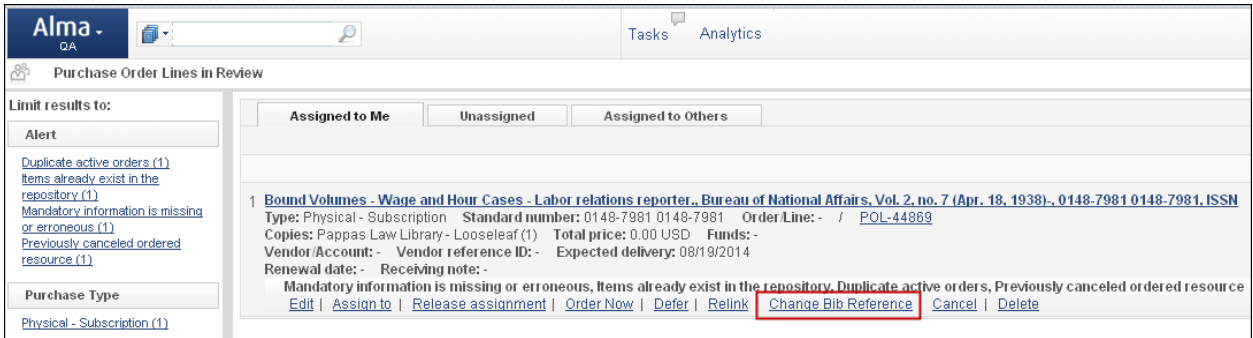 Alma
QA
Tasks
Analytics
Purchase Order Lines in Review
Limit results to:
Alert
Duplicate active orders (1)
Items already exist in the
repository (1)
Mandatory information is missing
or erroneous (1)
Previously canceled ordered
resource (1)
Purchase Type
Physical - Subscription (1)
Assigned to Me
Unassigned
Assigned to Others
1 Bound Volumes - Wage and Hour Cases - Labor relations reporter., Bureau of National Affairs, Vol. 2, no. 7 (Apr. 18, 1938)-, 0148-7981 0148-7981, ISSN
Type: Physical - Subscription Standard number: 0148-7981 0148-7981 Order/Line: - / POL-44869
Copies: Pappas Law Library - Looseleaf (1) Total price: 0.00 USD Funds: -
Vendor/Account: - Vendor reference ID: - Expected delivery: 08/19/2014
Renewal date: - Receiving note: -
Mandatory information is missing or erroneous, Items already exist in the repository, Duplicate active orders, Previously canceled ordered resource
Edit | Assign to | Release assignment | Order Now | Defer | Relink | Change Bib Reference | Cancel | Delete